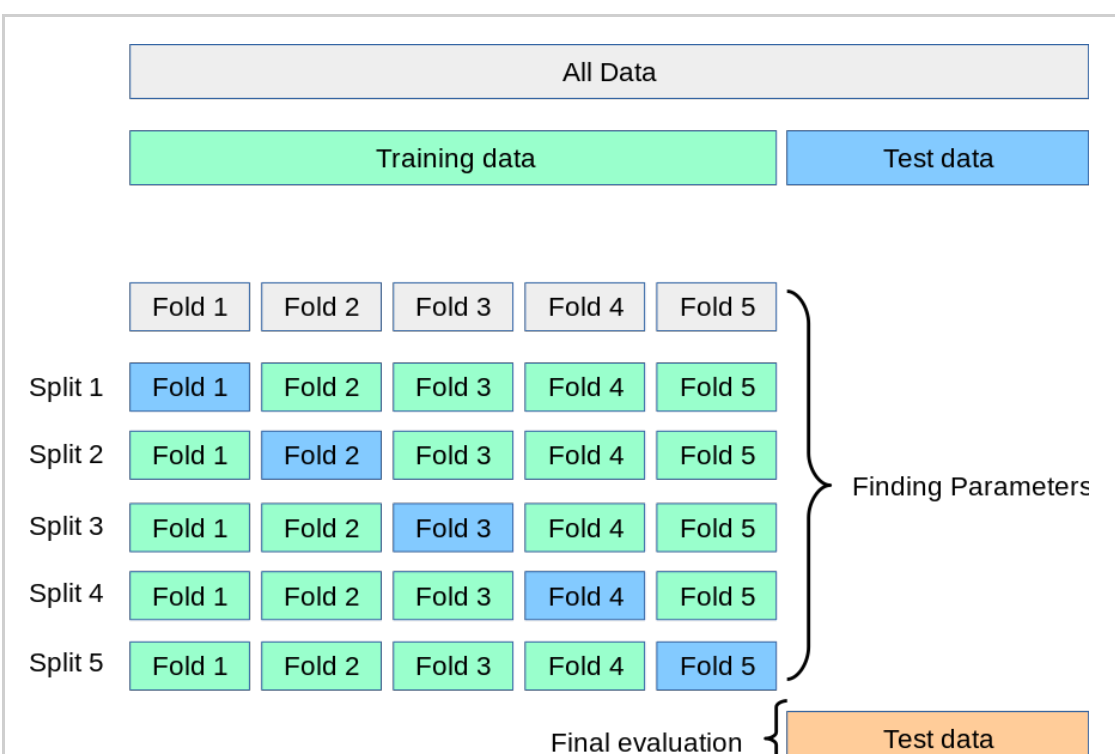 All Data
Training data Test data
Fold 1 Fold 2 Fold 3 Fold 4 Fold 5
Split 1 Fold 1 Fold 2 Fold 3 Fold 4 Fold 5
Split 2 Fold 1 Fold 2 Fold 3 Fold 4 Fold 5
Finding Parameters
Split 3 Fold 1 Fold 2 Fold 3 Fold 4 Fold 5
Split 4 Fold 1 Fold 2 Fold 3 Fold 4 Fold 5
Split 5 Fold 1 Fold 2 Fold 3 Fold 4 Fold 5
Final evaluation Test data